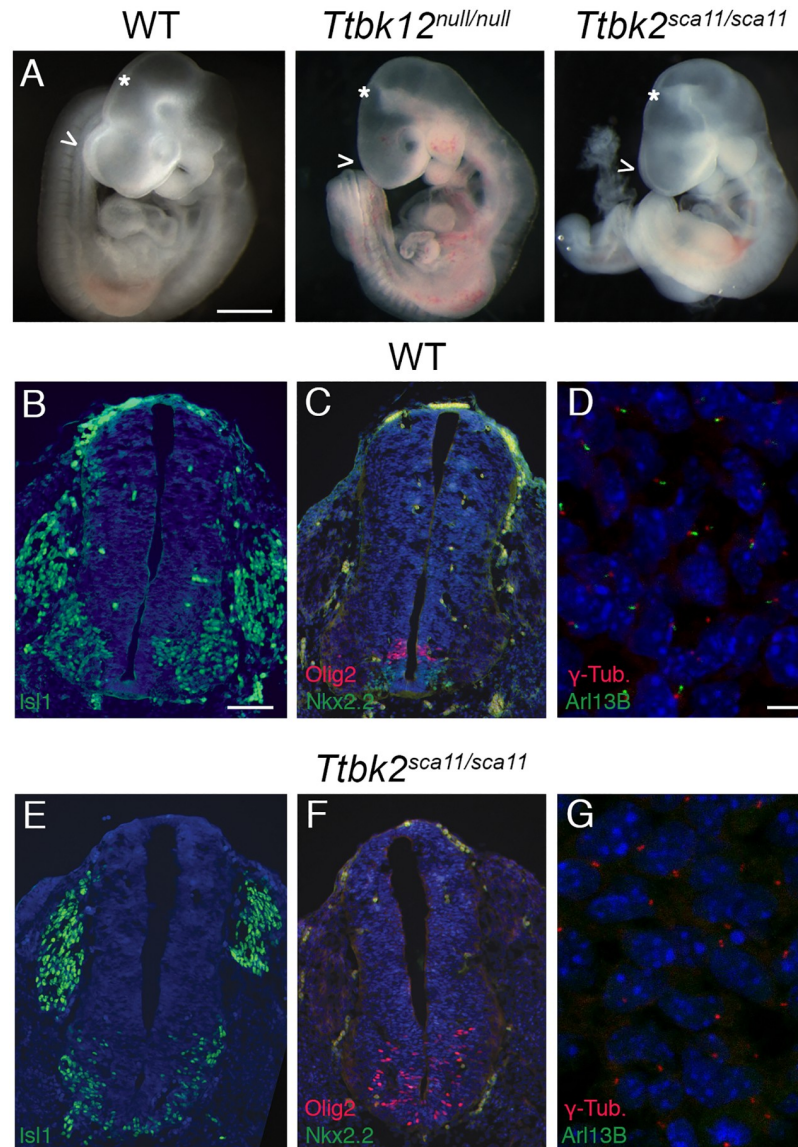 WT Ttbk12null/null Ttbk2sca11/sca11
A * * *
> > >
WT
B C D
Isl1 Olig2 γ-Tub.
Nkx2.2 Arl13B
Ttbk2sca11/sca11
E F G
Isl1 Olig2 γ-Tub.
Nkx2.2 Arl13B